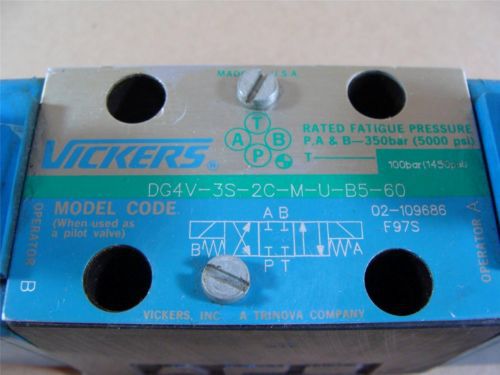 MADE IN U.S.A
VICKERS®
T
A B
P
RATED FATIGUE PRESSURE
P.A & B—350bar (5000 psi)
T—
100bar (1450psi)
DG4V-3S-2C-M-U-B5-60
MODEL CODE
(When used as
a pilot valve)
02-109686
F97S
OPERATOR B
OPERATOR A
A B
B A
P T
VICKERS, INC A TRINOVA COMPANY